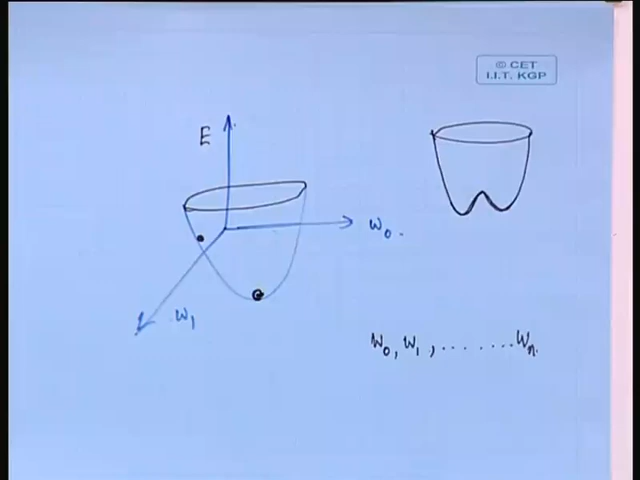 © CET
I.I.T. KGP
E
W₀.
W₁
W₀, W₁, ........ Wₙ.